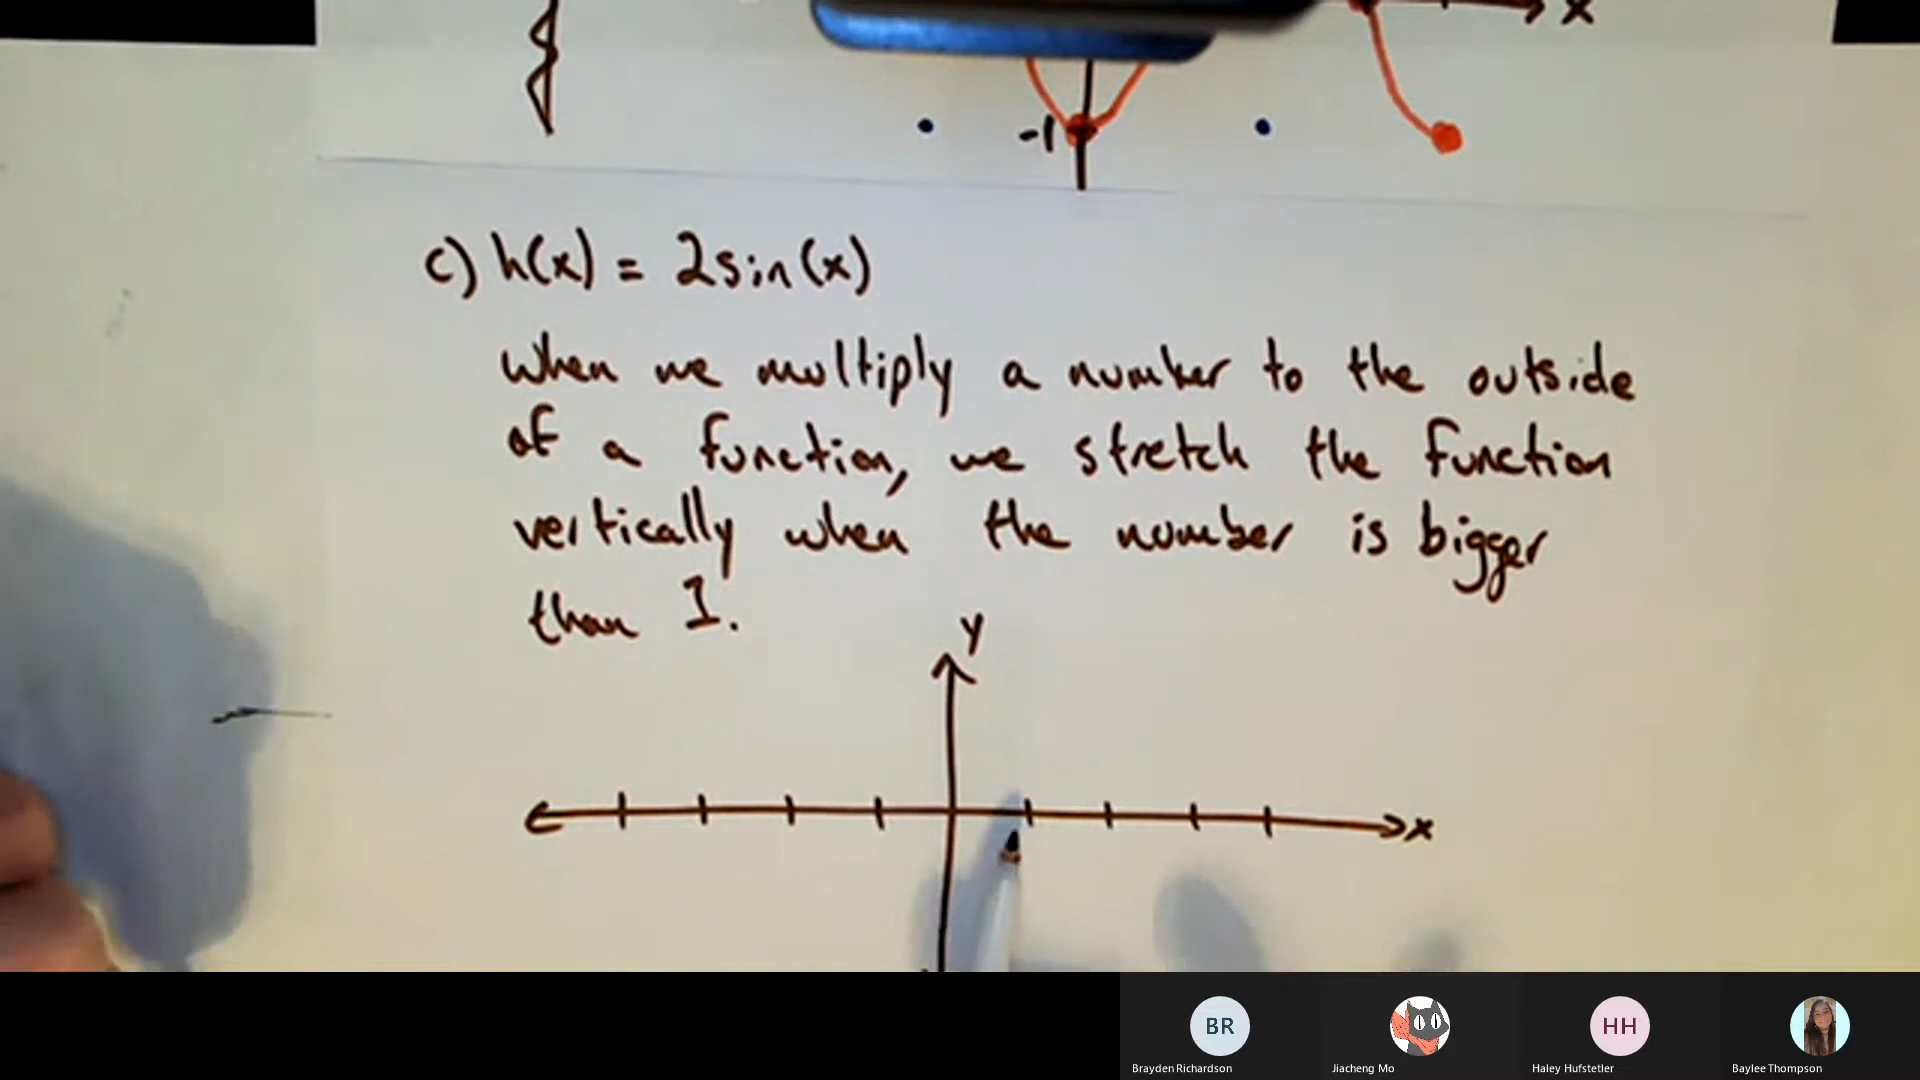 x
-1
c) h(x) = 2sin(x)
When we multiply a number to the outside
of a function, we stretch the function
vertically when the number is bigger
than 1.
y
x
BR
HH
Brayden Richardson
Jiacheng Mo
Haley Hufstetler
Baylee Thompson